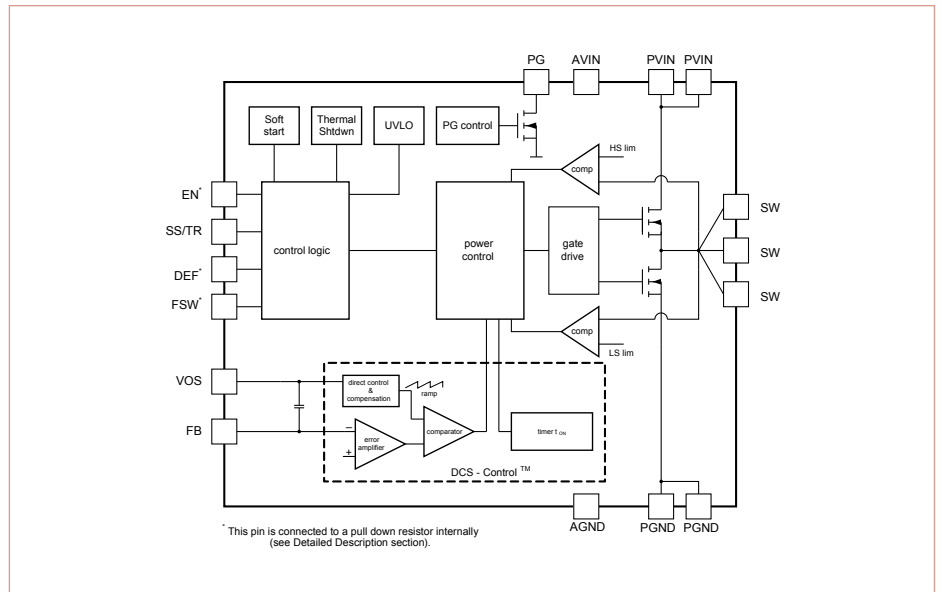 PG AVIN PVIN PVIN
Soft
start
Thermal
Shtdwn
UVLO
PG control
HS lim
comp
EN*
SS/TR
DEF*
FSW*
control logic
power
control
gate
drive
SW
SW
SW
comp
LS lim
VOS
FB
direct control
&
compensation
ramp
error
amplifier
comparator
timer t ON
DCS - Control TM
AGND PGND PGND
* This pin is connected to a pull down resistor internally
(see Detailed Description section).